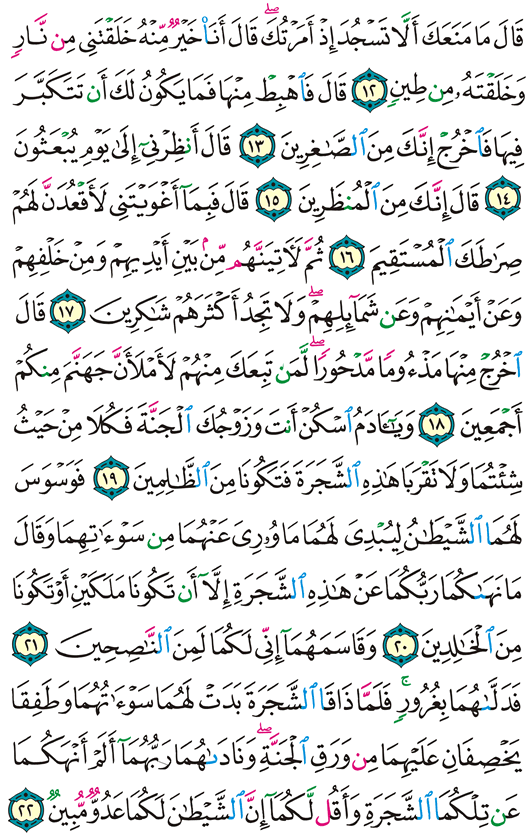 قَالَ مَا مَنَعَكَ أَلَّا تَسْجُدَ إِذْ أَمَرْتُكَ ۖ قَالَ أَنَا۠ خَيْرٌ مِّنْهُ خَلَقْتَنِى مِن نَّارٍ
وَخَلَقْتَهُۥ مِن طِينٍ ١٢ قَالَ فَٱهْبِطْ مِنْهَا فَمَا يَكُونُ لَكَ أَن تَتَكَبَّرَ
فِيهَا فَٱخْرُجْ إِنَّكَ مِنَ ٱلصَّٰغِرِينَ ١٣ قَالَ أَنظِرْنِىٓ إِلَىٰ يَوْمِ يُبْعَثُونَ
١٤ قَالَ إِنَّكَ مِنَ ٱلْمُنظَرِينَ ١٥ قَالَ فَبِمَآ أَغْوَيْتَنِى لَأَقْعُدَنَّ لَهُمْ
صِرَٰطَكَ ٱلْمُسْتَقِيمَ ١٦ ثُمَّ لَءَاتِيَنَّهُم مِّنۢ بَيْنِ أَيْدِيهِمْ وَمِنْ خَلْفِهِمْ
وَعَنْ أَيْمَٰنِهِمْ وَعَن شَمَآئِلِهِمْ ۖ وَلَا تَجِدُ أَكْثَرَهُمْ شَٰكِرِينَ ١٧ قَالَ
ٱخْرُجْ مِنْهَا مَذْءُومًا مَّدْحُورًا ۖ لَّمَن تَبِعَكَ مِنْهُمْ لَأَمْلَأَنَّ جَهَنَّمَ مِنكُمْ
أَجْمَعِينَ ١٨ وَيَٰٓـَٔادَمُ ٱسْكُنْ أَنتَ وَزَوْجُكَ ٱلْجَنَّةَ فَكُلَا مِنْ حَيْثُ
شِئْتُمَا وَلَا تَقْرَبَا هَٰذِهِ ٱلشَّجَرَةَ فَتَكُونَا مِنَ ٱلظَّٰلِمِينَ ١٩ فَوَسْوَسَ
لَهُمَا ٱلشَّيْطَٰنُ لِيُبْدِىَ لَهُمَا مَا وُۥرِىَ عَنْهُمَا مِن سَوْءَٰتِهِمَا وَقَالَ
مَا نَهَىٰكُمَا رَبُّكُمَا عَنْ هَٰذِهِ ٱلشَّجَرَةِ إِلَّآ أَن تَكُونَا مَلَكَيْنِ أَوْ تَكُونَا
مِنَ ٱلْخَٰلِدِينَ ٢٠ وَقَاسَمَهُمَآ إِنِّى لَكُمَا لَمِنَ ٱلنَّٰصِحِينَ ٢١
فَدَلَّىٰهُمَا بِغُرُورٍ ۚ فَلَمَّا ذَاقَا ٱلشَّجَرَةَ بَدَتْ لَهُمَا سَوْءَٰتُهُمَا وَطَفِقَا
يَخْصِفَانِ عَلَيْهِمَا مِن وَرَقِ ٱلْجَنَّةِ ۖ وَنَادَىٰهُمَا رَبُّهُمَآ أَلَمْ أَنْهَكُمَا
عَن تِلْكُمَا ٱلشَّجَرَةِ وَأَقُل لَّكُمَآ إِنَّ ٱلشَّيْطَٰنَ لَكُمَا عَدُوٌّ مُّبِينٌ ٢٢